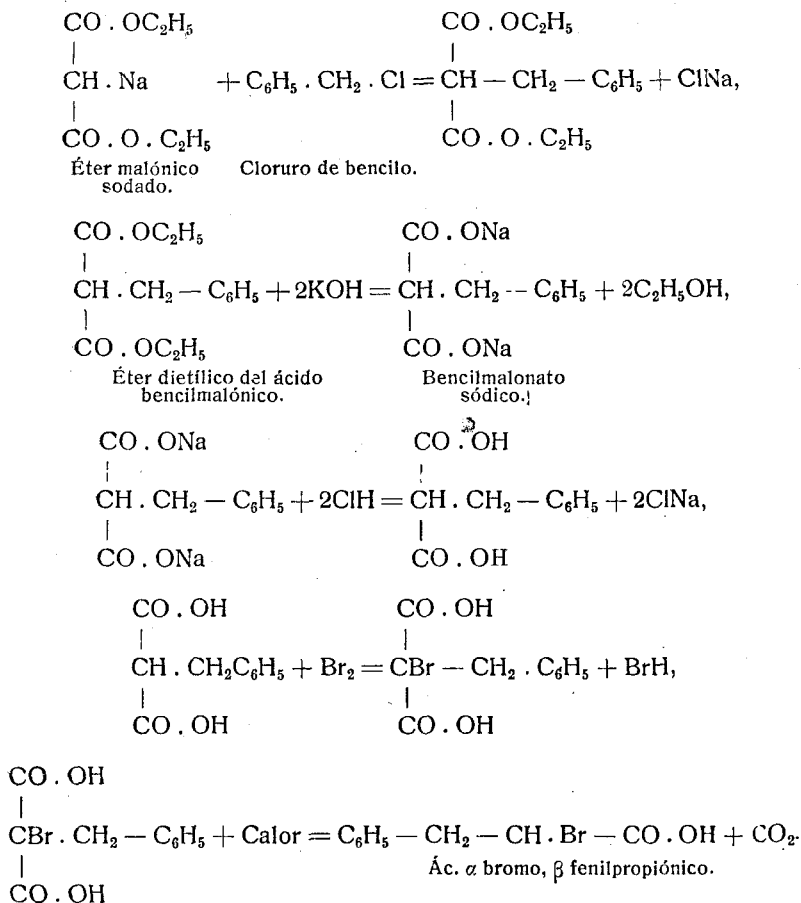 CO . OC₂H₅ CO . OC₂H₅
| |
CH . Na + C₆H₅ . CH₂ . Cl = CH — CH₂ — C₆H₅ + ClNa,
| |
CO . O . C₂H₅ CO . O . C₂H₅
Éter malónico Cloruro de bencilo.
sodado.
CO . OC₂H₅ CO . ONa
| |
CH . CH₂ — C₆H₅ + 2KOH = CH . CH₂ -- C₆H₅ + 2C₂H₅OH,
| |
CO . OC₂H₅ CO . ONa
Éter dietílico del ácido Bencilmalonato
bencilmalónico. sódico.
CO . ONa CO . OH
| |
CH . CH₂ — C₆H₅ + 2ClH = CH . CH₂ — C₆H₅ + 2ClNa,
| |
CO . ONa CO . OH
CO . OH CO . OH
| |
CH . CH₂C₆H₅ + Br₂ = CBr — CH₂ . C₆H₅ + BrH,
| |
CO . OH CO . OH
CO . OH
|
CBr . CH₂ — C₆H₅ + Calor = C₆H₅ — CH₂ — CH . Br — CO . OH + CO₂.
| Ác. α bromo, β fenilpropiónico.
CO . OH